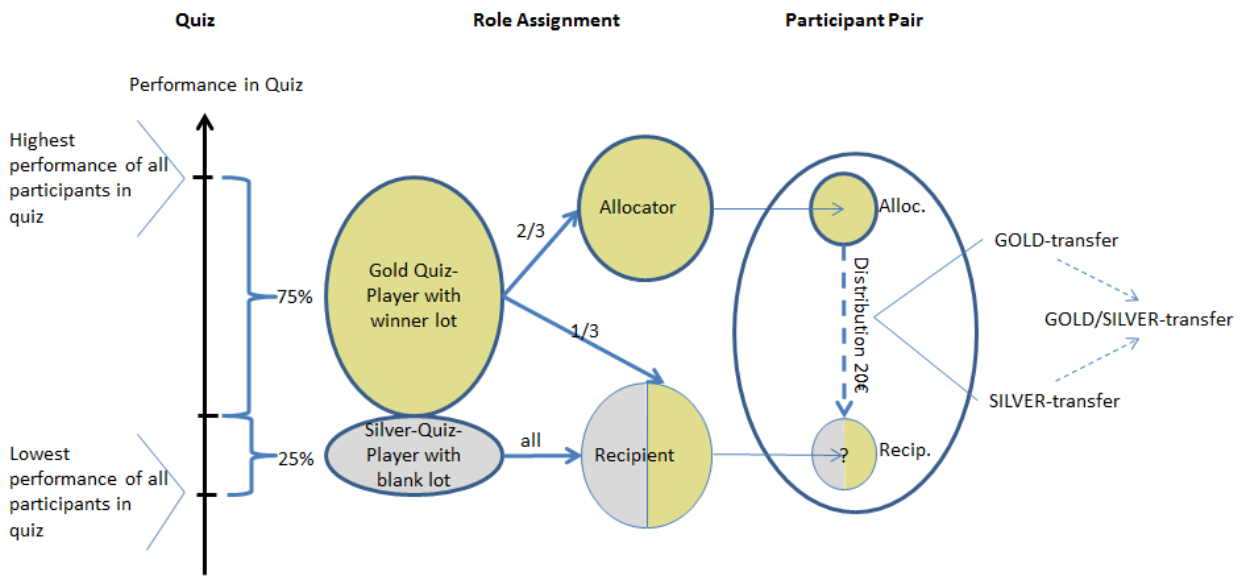 Quiz
Role Assignment
Participant Pair
Performance in Quiz
Highest
performance of all
participants in
quiz
Lowest
performance of all
participants in
quiz
75%
25%
Gold Quiz-
Player with
winner lot
Silver-Quiz-
Player with
blank lot
2/3
1/3
all
Allocator
Recipient
Alloc.
Distribution 20€
?
Recip.
GOLD-transfer
GOLD/SILVER-transfer
SILVER-transfer